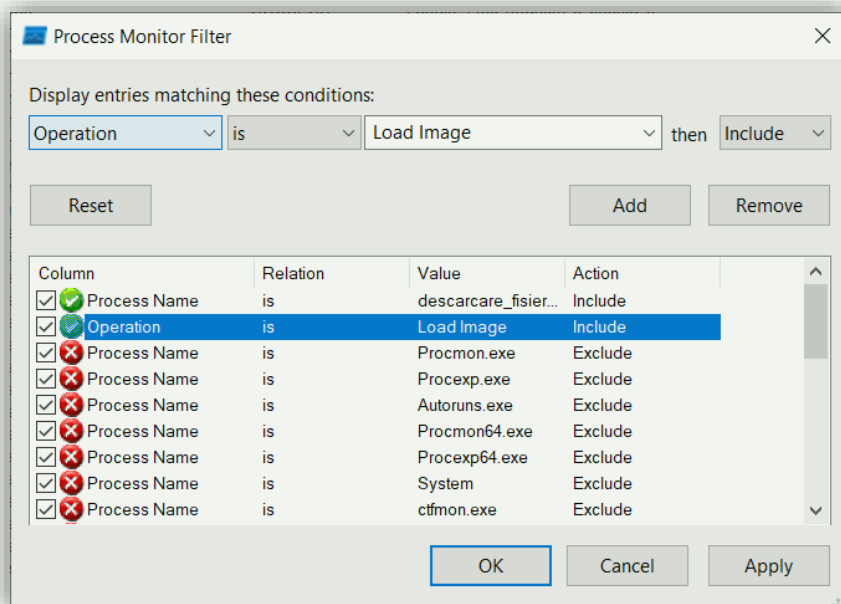 Process Monitor Filter
Display entries matching these conditions:
Operation is Load Image then Include
Reset Add Remove
Column Relation Value Action
Process Name is descarcare_fisier... Include
Operation is Load Image Include
Process Name is Procmon.exe Exclude
Process Name is Procexp.exe Exclude
Process Name is Autoruns.exe Exclude
Process Name is Procmon64.exe Exclude
Process Name is Procexp64.exe Exclude
Process Name is System Exclude
Process Name is ctfmon.exe Exclude
OK Cancel Apply